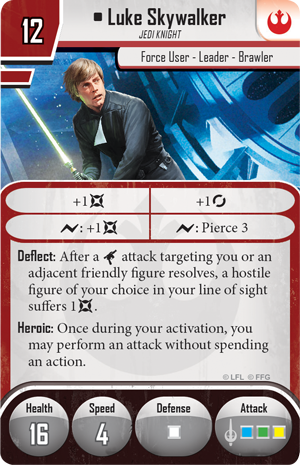 12
Luke Skywalker
JEDI KNIGHT
Force User - Leader - Brawler
+1
+1
: +1
: Pierce 3
Deflect: After a attack targeting you or an
adjacent friendly figure resolves, a hostile
figure of your choice in your line of sight
suffers 1 .
Heroic: Once during your activation, you
may perform an attack without spending
an action.
© LFL © FFG
Health
Speed
Defense
Attack
16
4